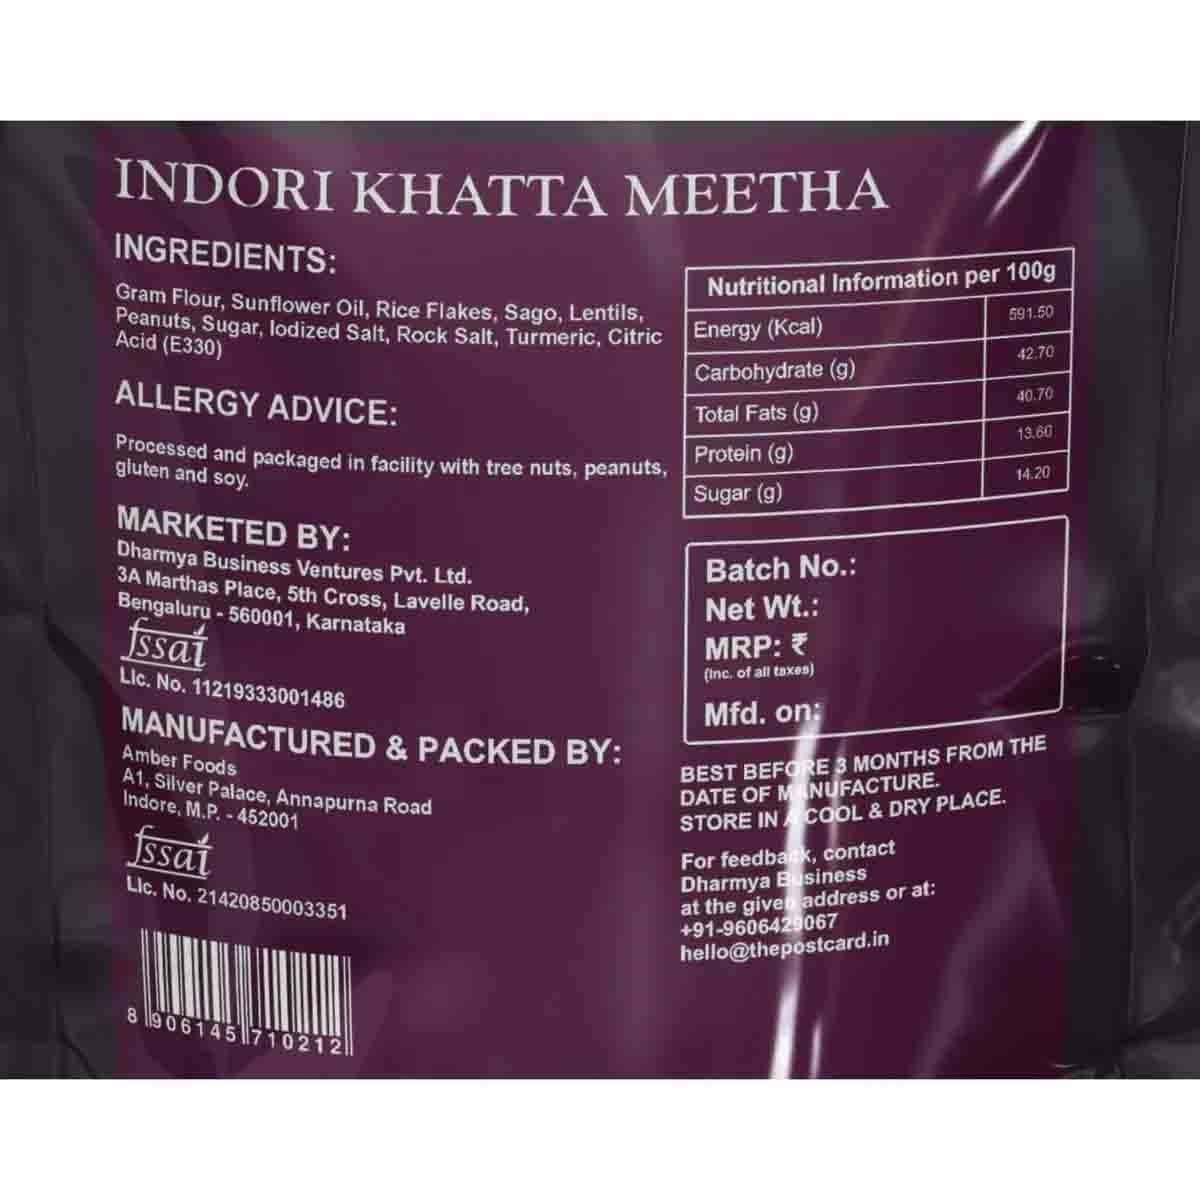 INDORI KHATTA MEETHA
INGREDIENTS:
Gram Flour, Sunflower Oil, Rice Flakes, Sago, Lentils,
Peanuts, Sugar, Iodized Salt, Rock Salt, Turmeric, Citric
Acid (E330)
ALLERGY ADVICE:
Processed and packaged in facility with tree nuts, peanuts,
gluten and soy.
MARKETED BY:
Dharmya Business Ventures Pvt. Ltd.
3A Marthas Place, 5th Cross, Lavelle Road,
Bengaluru - 560001, Karnataka
fssai
Lic. No. 11219333001486
MANUFACTURED & PACKED BY:
Amber Foods
A1, Silver Palace, Annapurna Road
Indore, M.P. - 452001
fssai
Lic. No. 21420850003351
8 906145 710212
Nutritional Information per 100g
Energy (Kcal) 591.50
Carbohydrate (g) 42.70
Total Fats (g) 40.70
Protein (g) 13.60
Sugar (g) 14.20
Batch No.:
Net Wt.:
MRP: ₹
(Inc. of all taxes)
Mfd. on:
BEST BEFORE 3 MONTHS FROM THE
DATE OF MANUFACTURE.
STORE IN A COOL & DRY PLACE.
For feedback, contact
Dharmya Business
at the given address or at:
+91-9606429067
hello@thepostcard.in